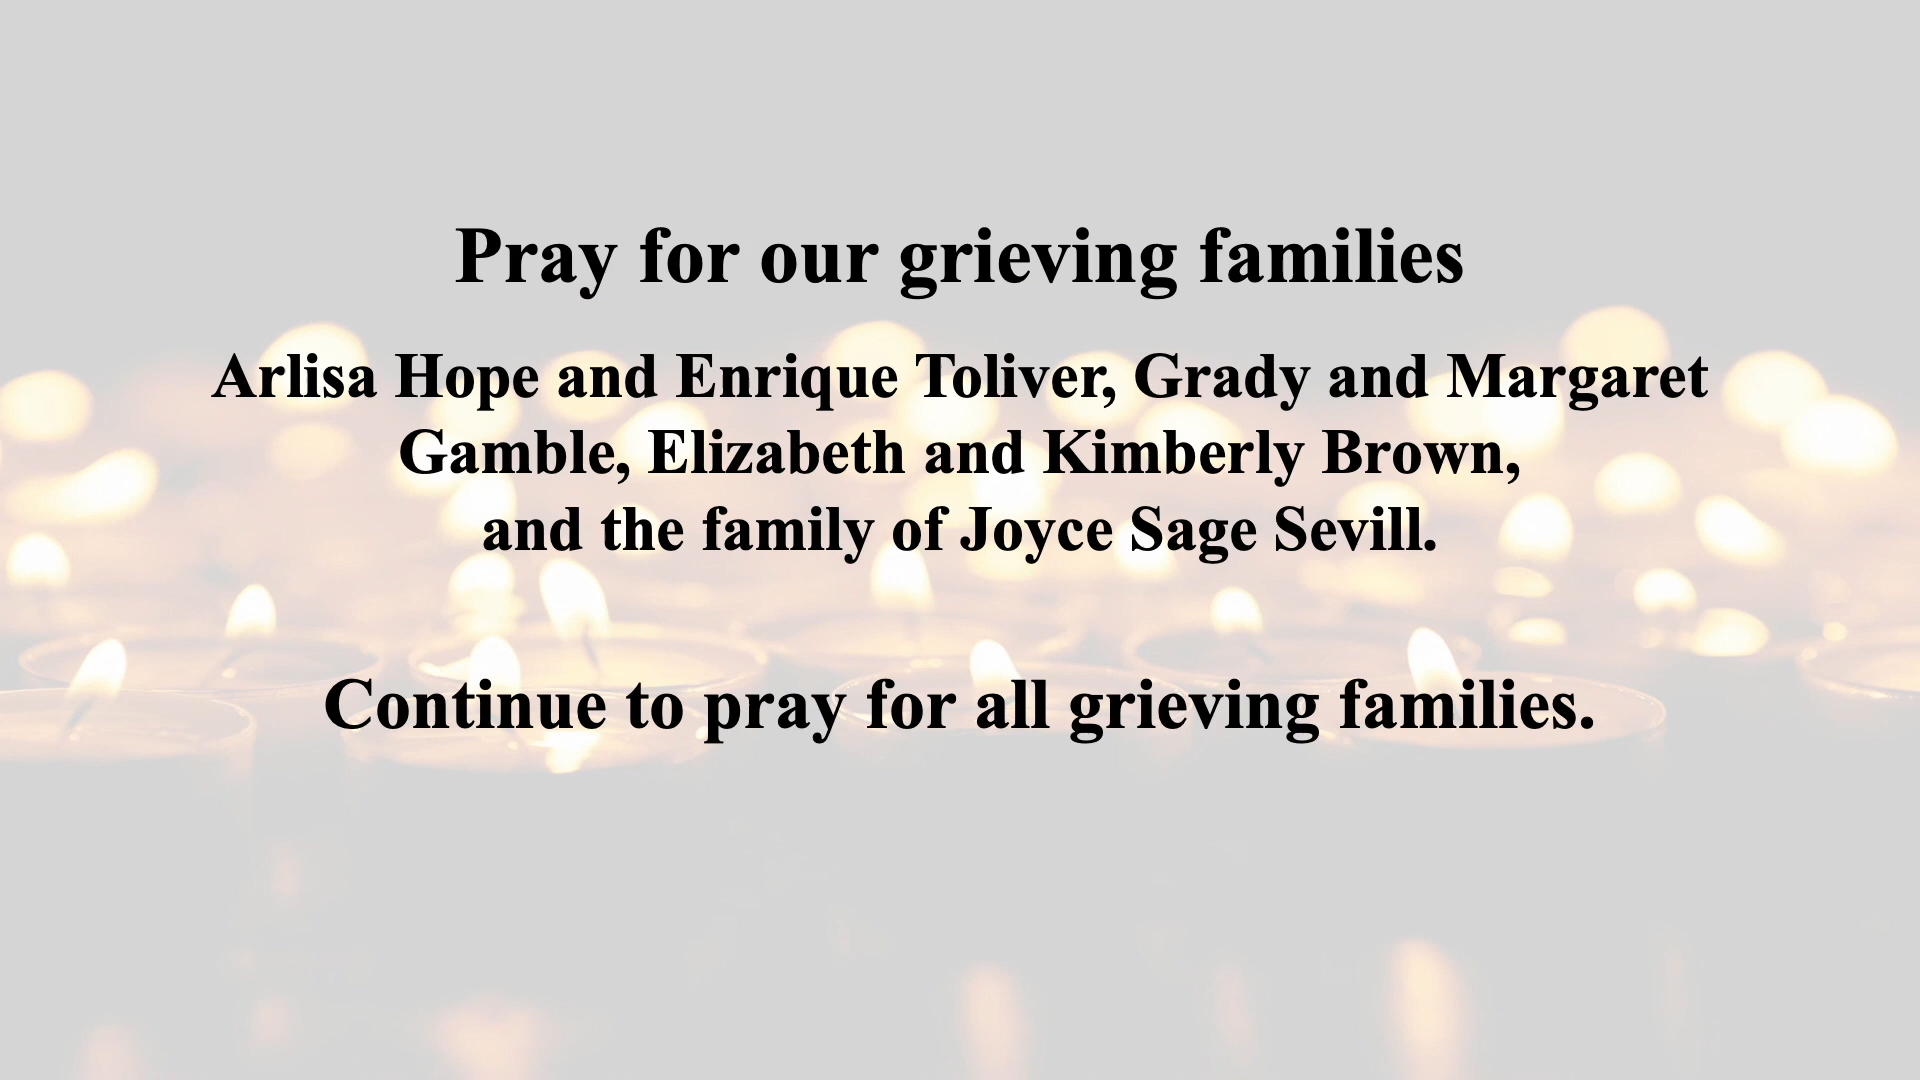 Pray for our grieving families
Arlisa Hope and Enrique Toliver, Grady and Margaret
Gamble, Elizabeth and Kimberly Brown,
and the family of Joyce Sage Sevill.
Continue to pray for all grieving families.